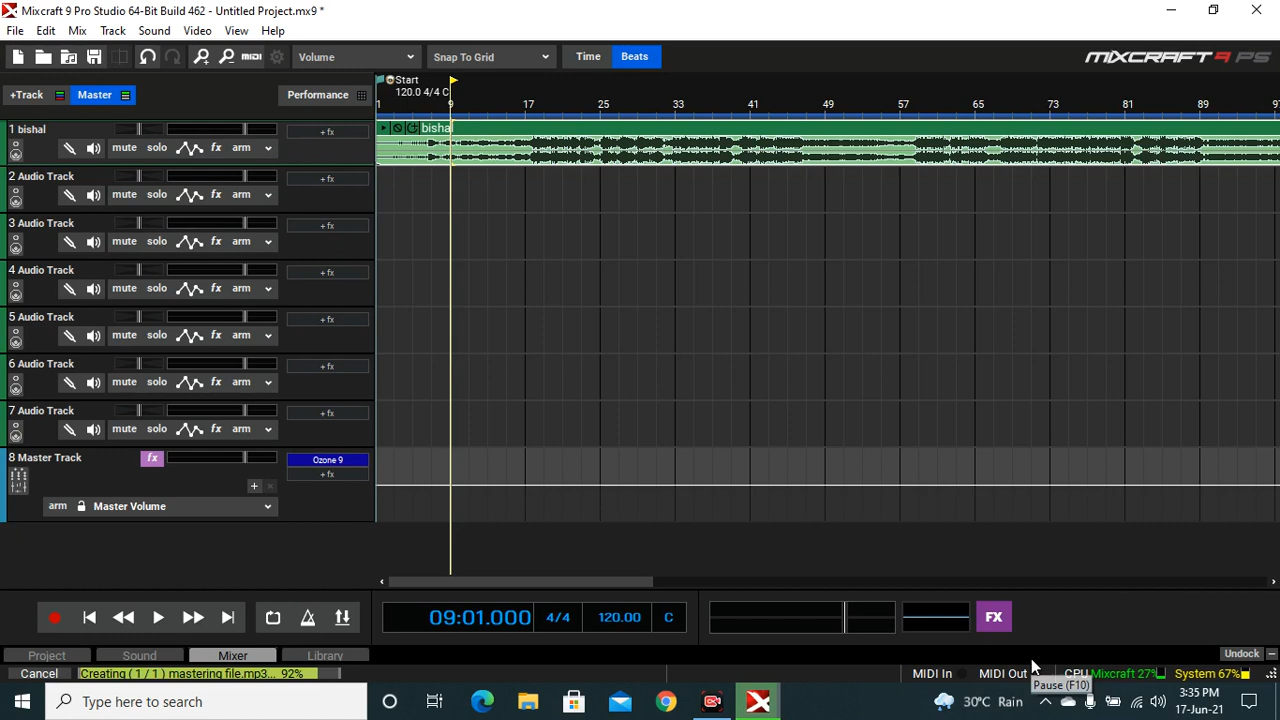 Mixcraft 9 Pro Studio 64-Bit Build 462 - Untitled Project.mx9 *
File Edit Mix Track Sound Video View Help
MIDI Volume Snap To Grid Time Beats MIXCRAFT 9 PS
+Track Master Performance
Start
120.0 4/4 C
1 9 17 25 33 41 49 57 65 73 81 89
1 bishal +fx bishal
mute solo fx arm
2 Audio Track +fx
mute solo fx arm
3 Audio Track +fx
mute solo fx arm
4 Audio Track +fx
mute solo fx arm
5 Audio Track +fx
mute solo fx arm
6 Audio Track +fx
mute solo fx arm
7 Audio Track +fx
mute solo fx arm
8 Master Track fx Ozone 9
+fx
arm Master Volume
09:01.000 4/4 120.00 C FX
Project Sound Mixer Library Undock
Cancel Creating ( 1 / 1 ) mastering file.mp3... 92% MIDI In MIDI Out CPU Mixcraft 27% System 67%
Pause (F10)
Type here to search 30°C Rain 3:35 PM
17-Jun-21